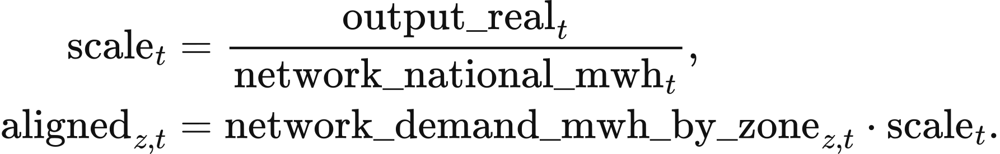 scale_t = output_real_t / network_national_mwh_t,
aligned_{z,t} = network_demand_mwh_by_zone_{z,t} · scale_t.